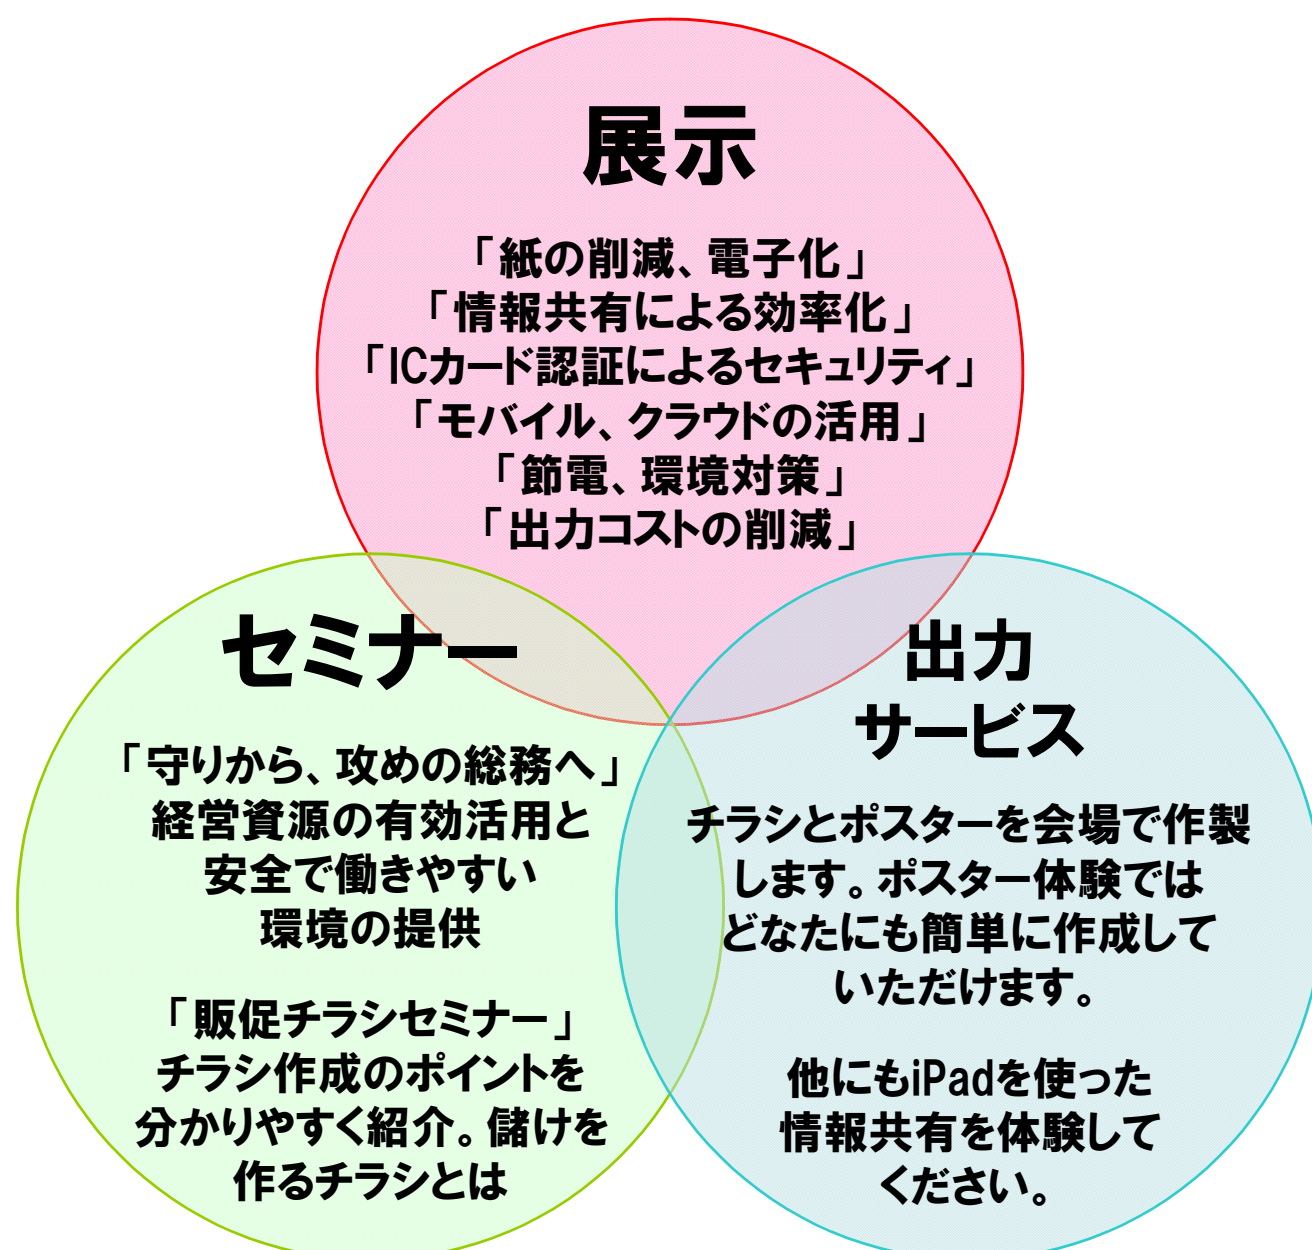 展示
「紙の削減、電子化」
「情報共有による効率化」
「ICカード認証によるセキュリティ」
「モバイル、クラウドの活用」
「節電、環境対策」
「出力コストの削減」
セミナー
「守りから、攻めの総務へ」
経営資源の有効活用と
安全で働きやすい
環境の提供
「販促チラシセミナー」
チラシ作成のポイントを
分かりやすく紹介。儲けを
作るチラシとは
出力
サービス
チラシとポスターを会場で作製
します。ポスター体験では
どなたにも簡単に作成して
いただけます。
他にもiPadを使った
情報共有を体験して
ください。